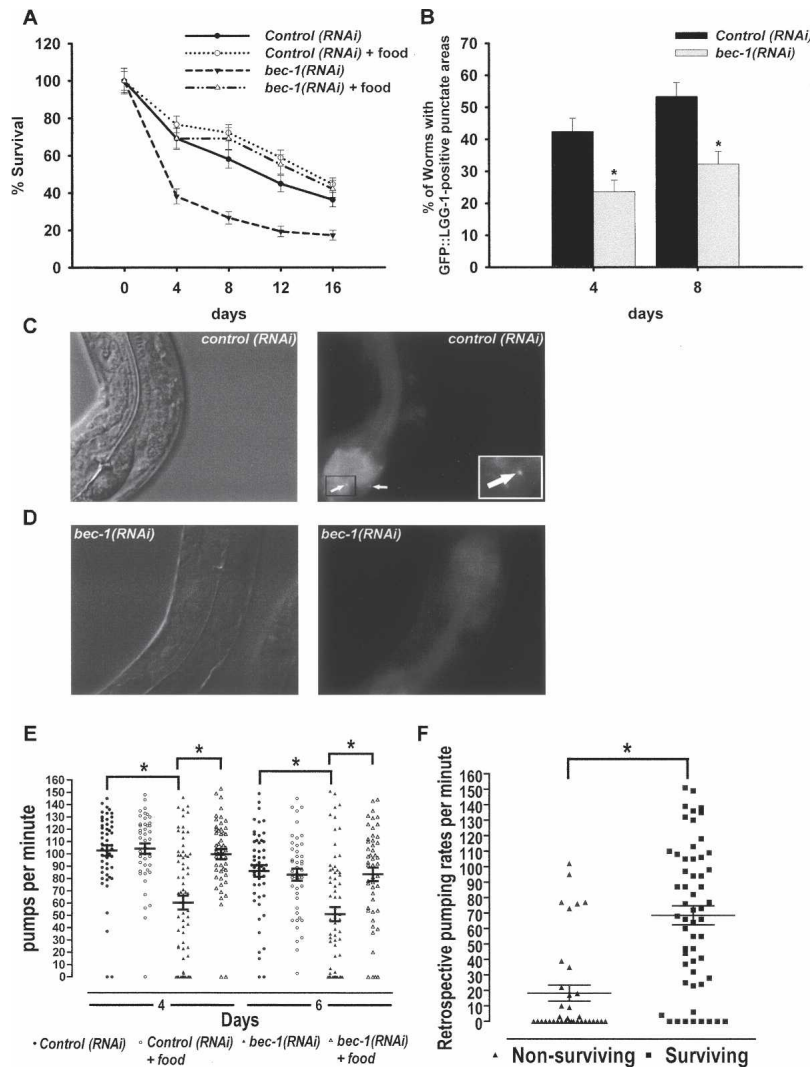 A
Control (RNAi)
Control (RNAi) + food
bec-1(RNAi)
bec-1(RNAi) + food
% Survival
120
100
80
60
40
20
0
0 4 8 12 16
days
B
Control (RNAi)
bec-1(RNAi)
% of Worms with
GFP::LGG-1-positive punctate areas
80
70
60
50
40
30
20
10
0
* *
4 8
days
C
control (RNAi)
control (RNAi)
D
bec-1(RNAi)
E
* * * *
pumps per minute
160
150
140
130
120
110
100
90
80
70
60
50
40
30
20
10
0
4 6
Days
Control (RNAi)
Control (RNAi)
+ food
bec-1(RNAi)
bec-1(RNAi)
+ food
F
*
Retrospective pumping rates per minute
160
150
140
130
120
110
100
90
80
70
60
50
40
30
20
10
0
Non-surviving Surviving